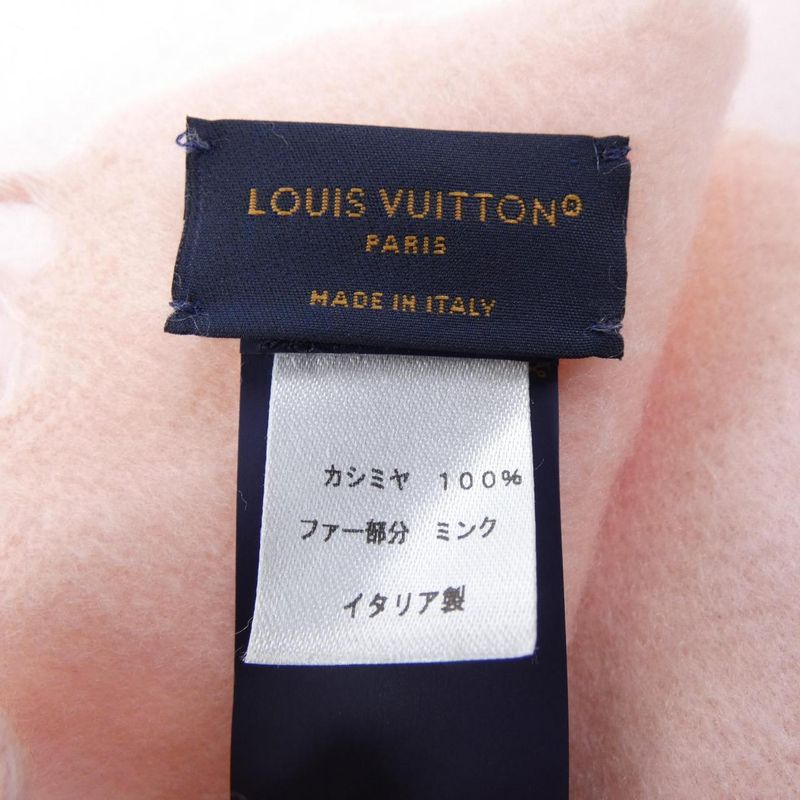 LOUIS VUITTON
PARIS
MADE IN ITALY
カシミヤ 100%
ファー部分 ミンク
イタリア製